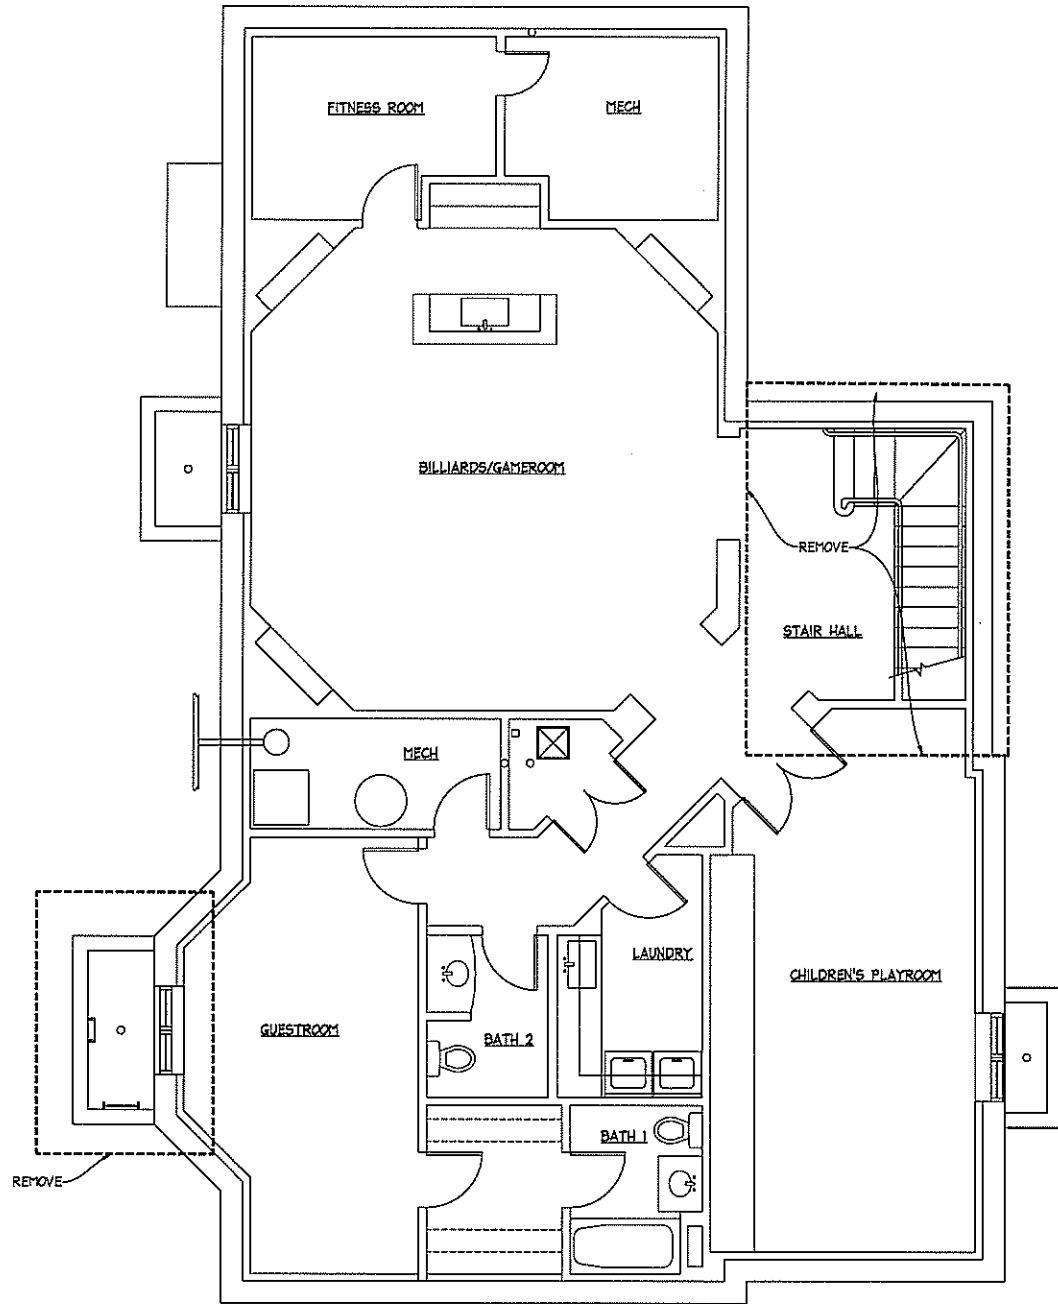 FITNESS ROOM
MECH
BILLIARDS/GAMEROOM
REMOVE
STAIR HALL
MECH
LAUNDRY
CHILDREN'S PLAYROOM
GUESTROOM
BATH 2
BATH 1
REMOVE